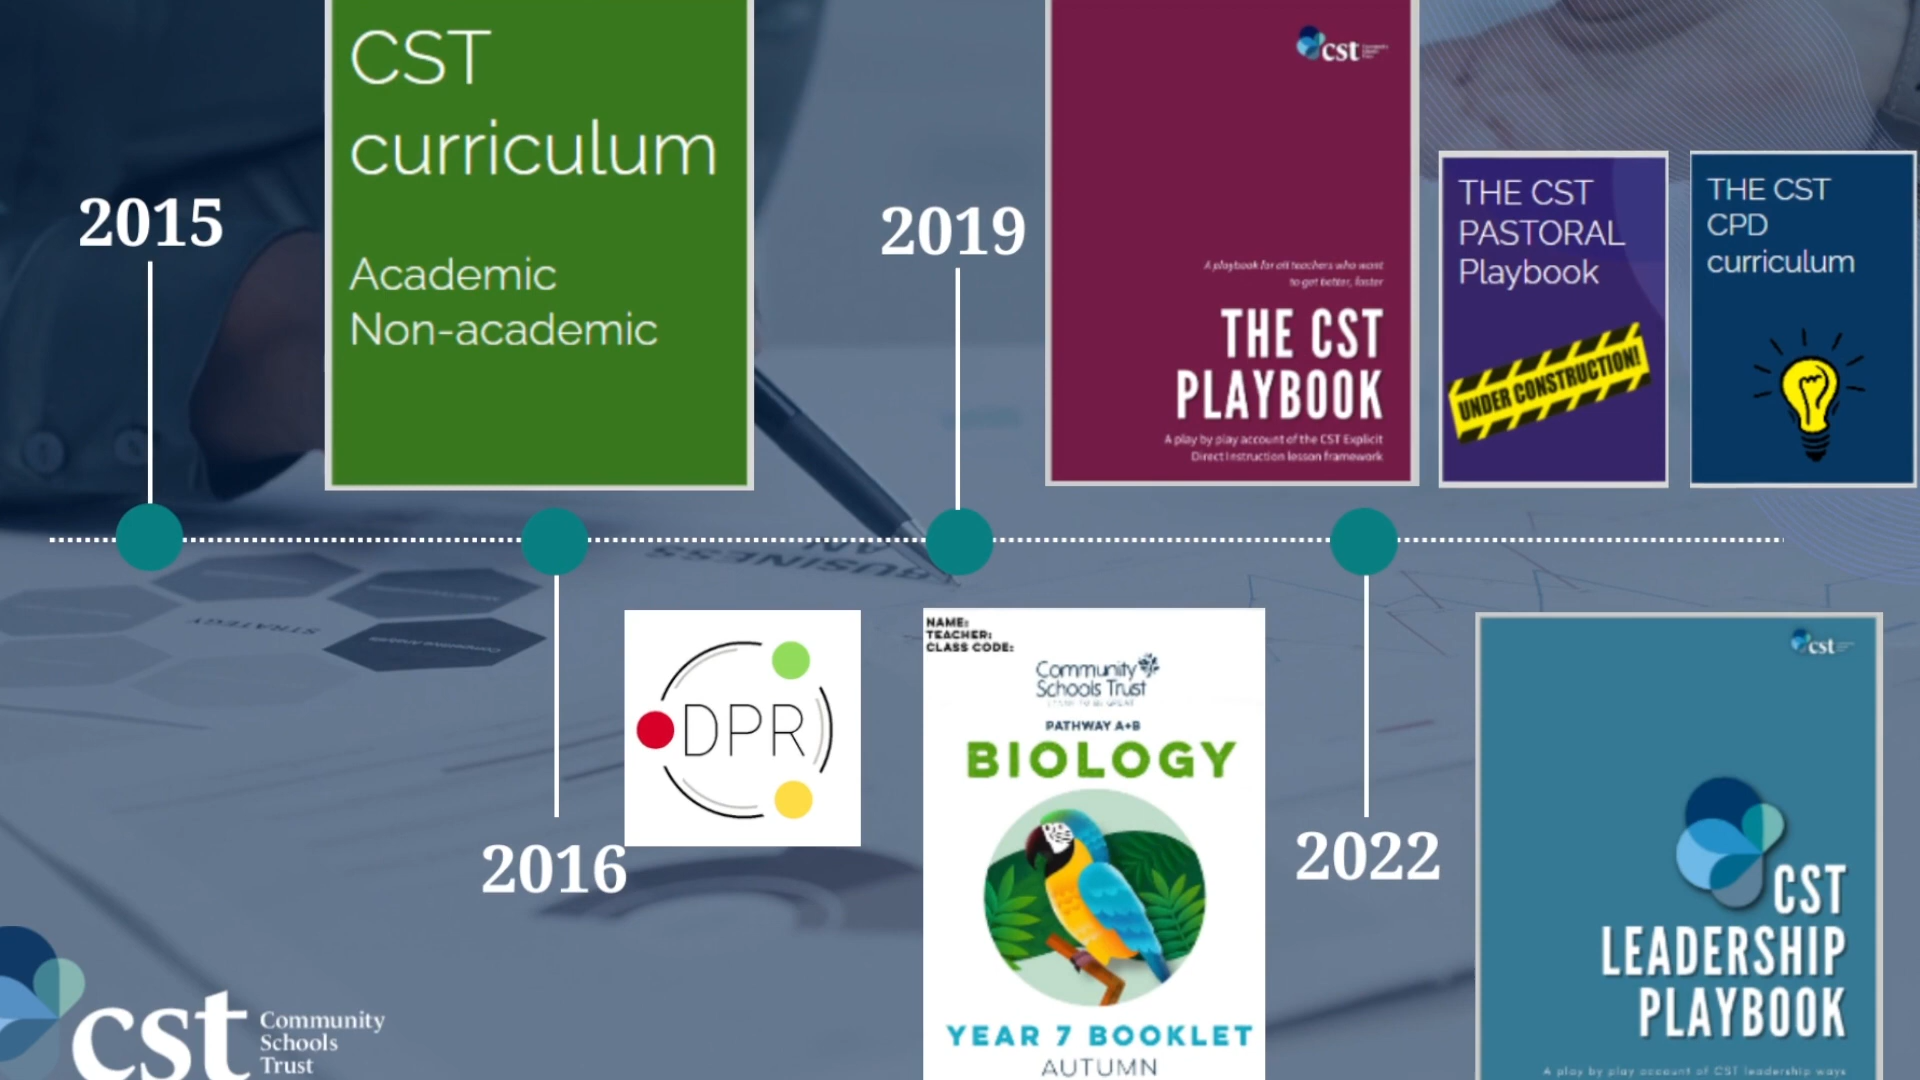 CST
curriculum
Academic
Non-academic
2015
2019
cst
A playbook for all teachers who want
to get better, faster
THE CST
PLAYBOOK
A play by play account of the CST Explicit
Direct Instruction lesson framework
THE CST
PASTORAL
Playbook
UNDER CONSTRUCTION!
THE CST
CPD
curriculum
BUSINESS
STRATEGY
DPR
2016
NAME:
TEACHER:
CLASS CODE:
Community
Schools Trust
PATHWAY A+B
BIOLOGY
YEAR 7 BOOKLET
AUTUMN
2022
cst
CST
LEADERSHIP
PLAYBOOK
A play by play account of CST leadership ways
cst
Community
Schools
Trust